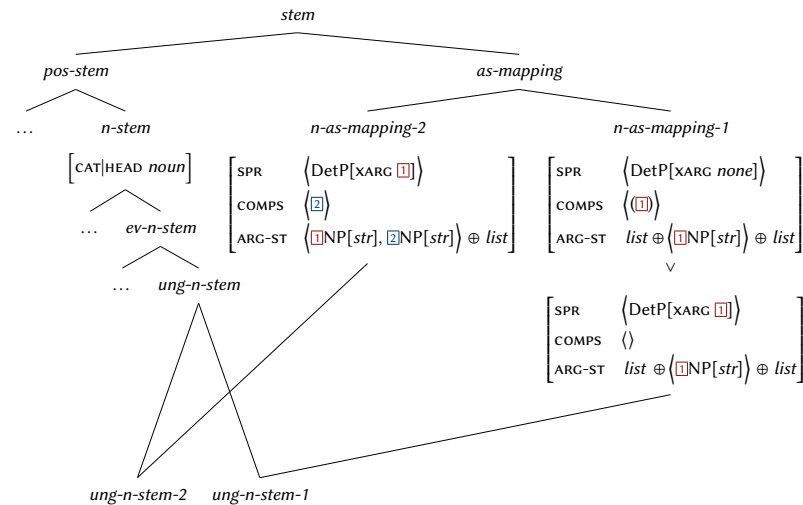 stem
pos-stem as-mapping
… n-stem n-as-mapping-2 n-as-mapping-1
[CAT|HEAD noun]
[SPR ⟨DetP[XARG 1]⟩ [SPR ⟨DetP[XARG none]⟩
COMPS ⟨2⟩ COMPS ⟨(1)⟩
… ev-n-stem
ARG-ST ⟨1NP[str], 2NP[str]⟩ ⊕ list] ARG-ST list ⊕ ⟨1NP[str]⟩ ⊕ list]
∨
… ung-n-stem
[SPR ⟨DetP[XARG 1]⟩
COMPS ⟨⟩
ARG-ST list ⊕ ⟨1NP[str]⟩ ⊕ list]
ung-n-stem-2 ung-n-stem-1